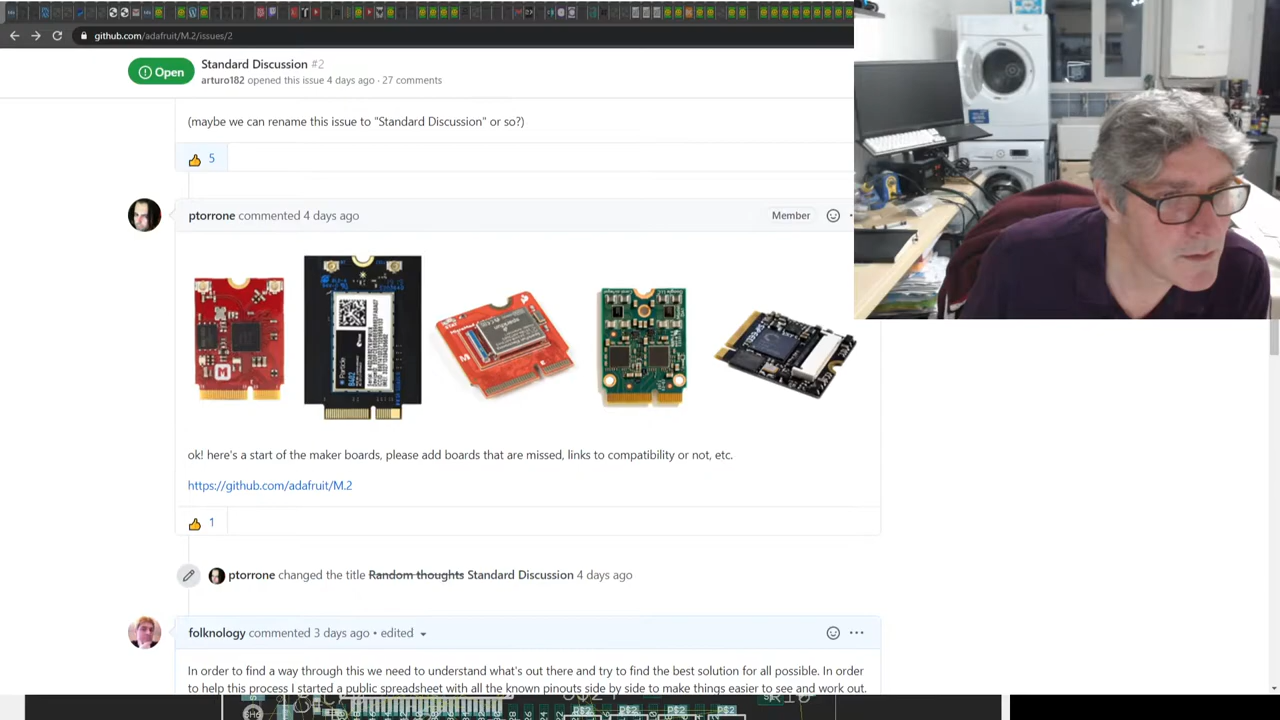 github.com/adafruit/M.2/issues/2
Open
Standard Discussion #2
arturo182 opened this issue 4 days ago · 27 comments
(maybe we can rename this issue to "Standard Discussion" or so?)
5
ptorrone commented 4 days ago
Member
ok! here's a start of the maker boards, please add boards that are missed, links to compatibility or not, etc.
https://github.com/adafruit/M.2
1
ptorrone changed the title Random thoughts Standard Discussion 4 days ago
folknology commented 3 days ago • edited
In order to find a way through this we need to understand what's out there and try to find the best solution for all possible. In order
to help this process I started a public spreadsheet with all the known pinouts side by side to make things easier to see and work out.
P$2
P$2
P$2